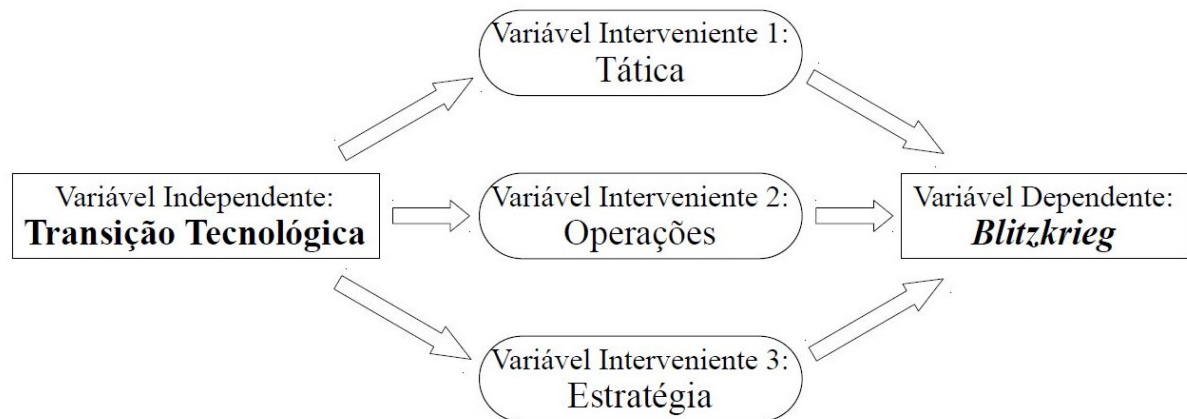 Variável Interveniente 1:
Tática
Variável Independente:
Transição Tecnológica
Variável Interveniente 2:
Operações
Variável Dependente:
Blitzkrieg
Variável Interveniente 3:
Estratégia